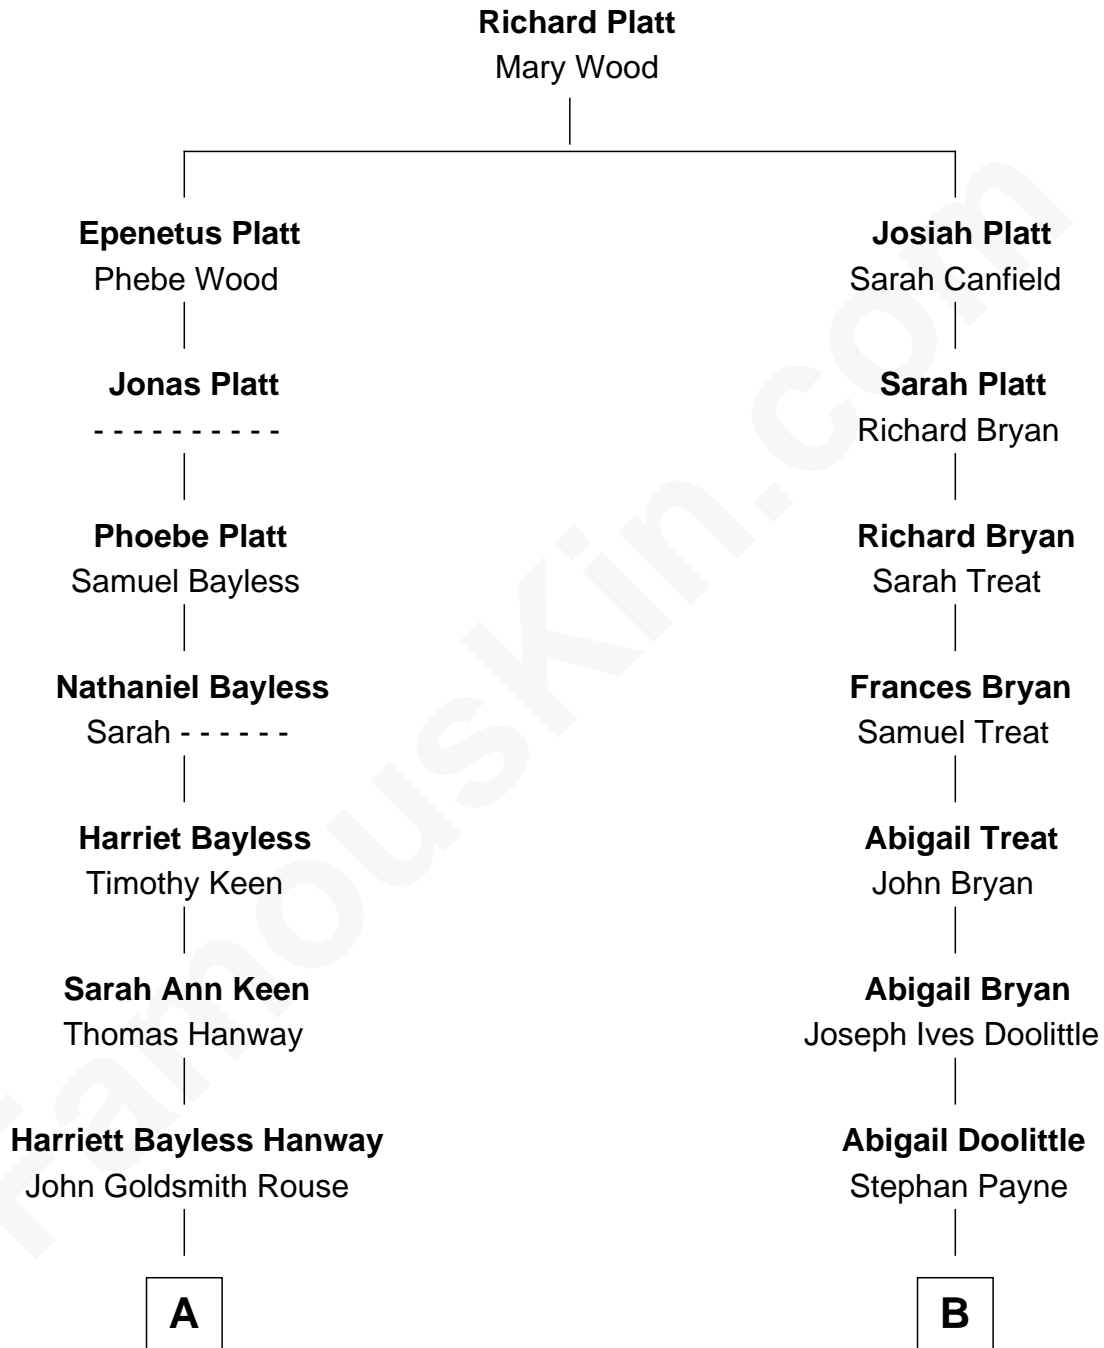 Richard Platt
Mary Wood
Epenetus Platt
Phebe Wood
Josiah Platt
Sarah Canfield
Jonas Platt
- - - - - - - - - -
Sarah Platt
Richard Bryan
Phoebe Platt
Samuel Bayless
Richard Bryan
Sarah Treat
Nathaniel Bayless
Sarah - - - - - -
Frances Bryan
Samuel Treat
Harriet Bayless
Timothy Keen
Abigail Treat
John Bryan
Sarah Ann Keen
Thomas Hanway
Abigail Bryan
Joseph Ives Doolittle
Harriett Bayless Hanway
John Goldsmith Rouse
Abigail Doolittle
Stephan Payne
A
B
FamousKin.com